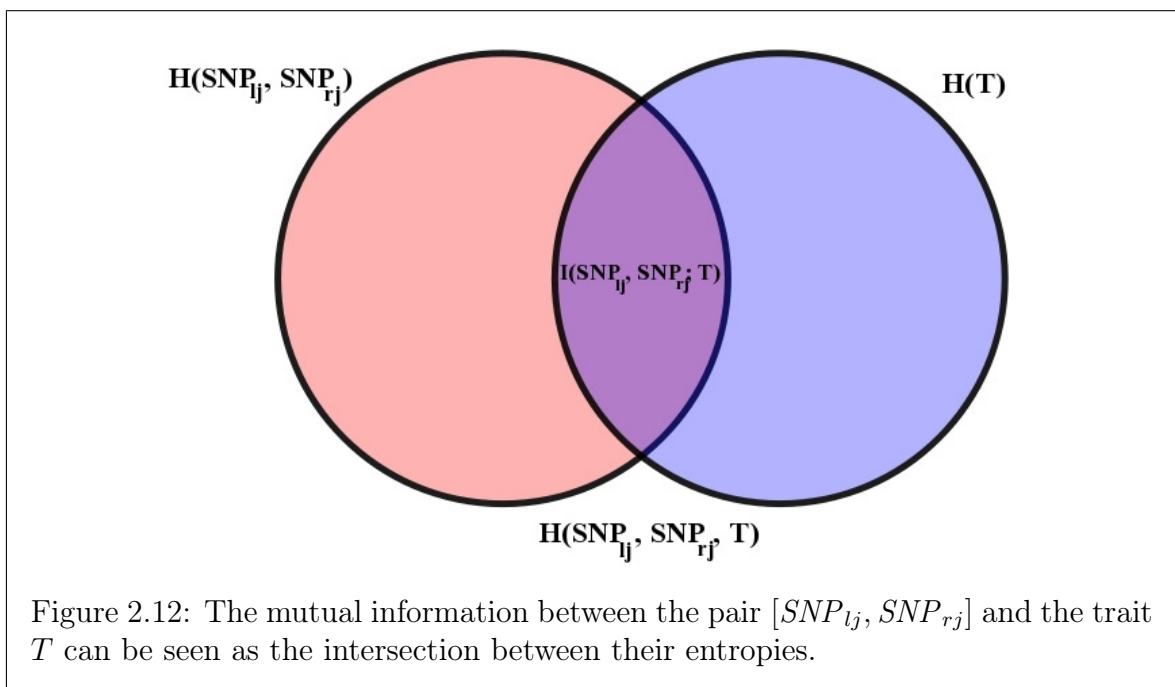 H(SNP_lj, SNP_rj)
H(T)
I(SNP_lj, SNP_rj; T)
H(SNP_lj, SNP_rj, T)
Figure 2.12: The mutual information between the pair [SNP_lj, SNP_rj] and the trait
T can be seen as the intersection between their entropies.